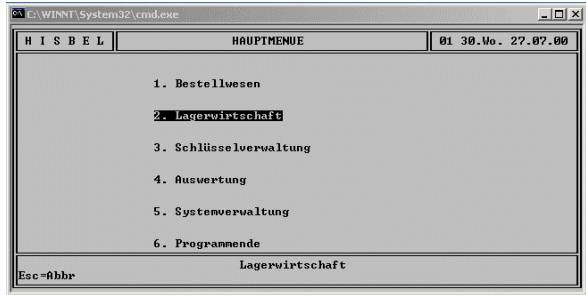 C:\WINNT\System32\cmd.exe
H I S B E L HAUPTMENUE 01 30.Wo. 27.07.00
1. Bestellwesen
2. Lagerwirtschaft
3. Schlüsselverwaltung
4. Auswertung
5. Systemverwaltung
6. Programmende
Lagerwirtschaft
Esc=Abbr